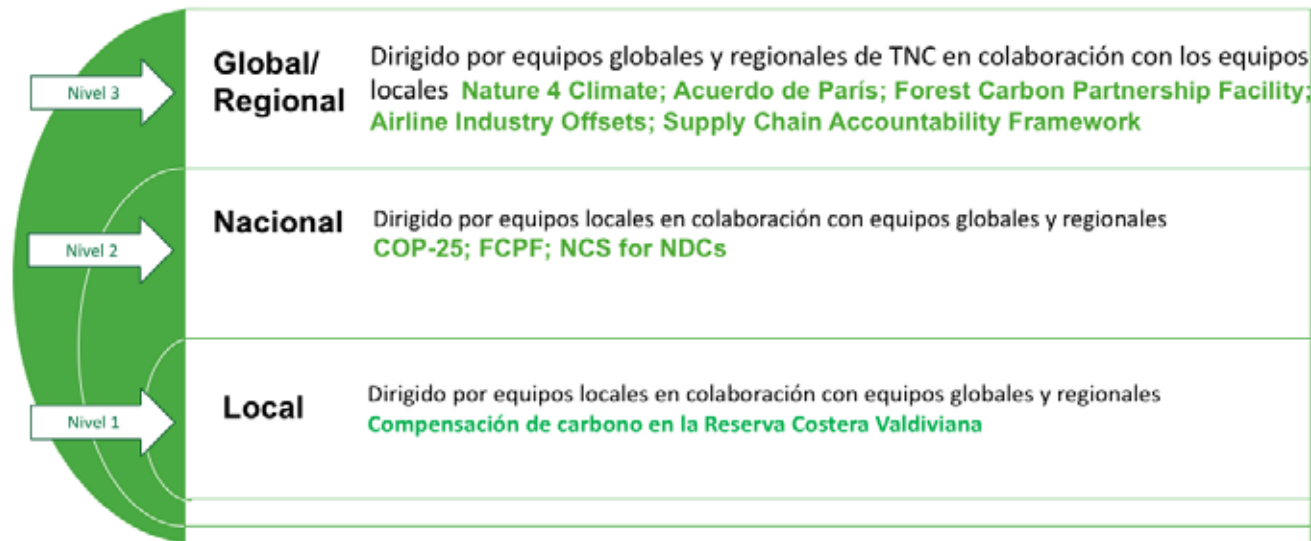 Nivel 3
Global/
Regional
Dirigido por equipos globales y regionales de TNC en colaboración con los equipos
locales Nature 4 Climate; Acuerdo de París; Forest Carbon Partnership Facility;
Airline Industry Offsets; Supply Chain Accountability Framework
Nivel 2
Nacional
Dirigido por equipos locales en colaboración con equipos globales y regionales
COP-25; FCPF; NCS for NDCs
Nivel 1
Local
Dirigido por equipos locales en colaboración con equipos globales y regionales
Compensación de carbono en la Reserva Costera Valdiviana